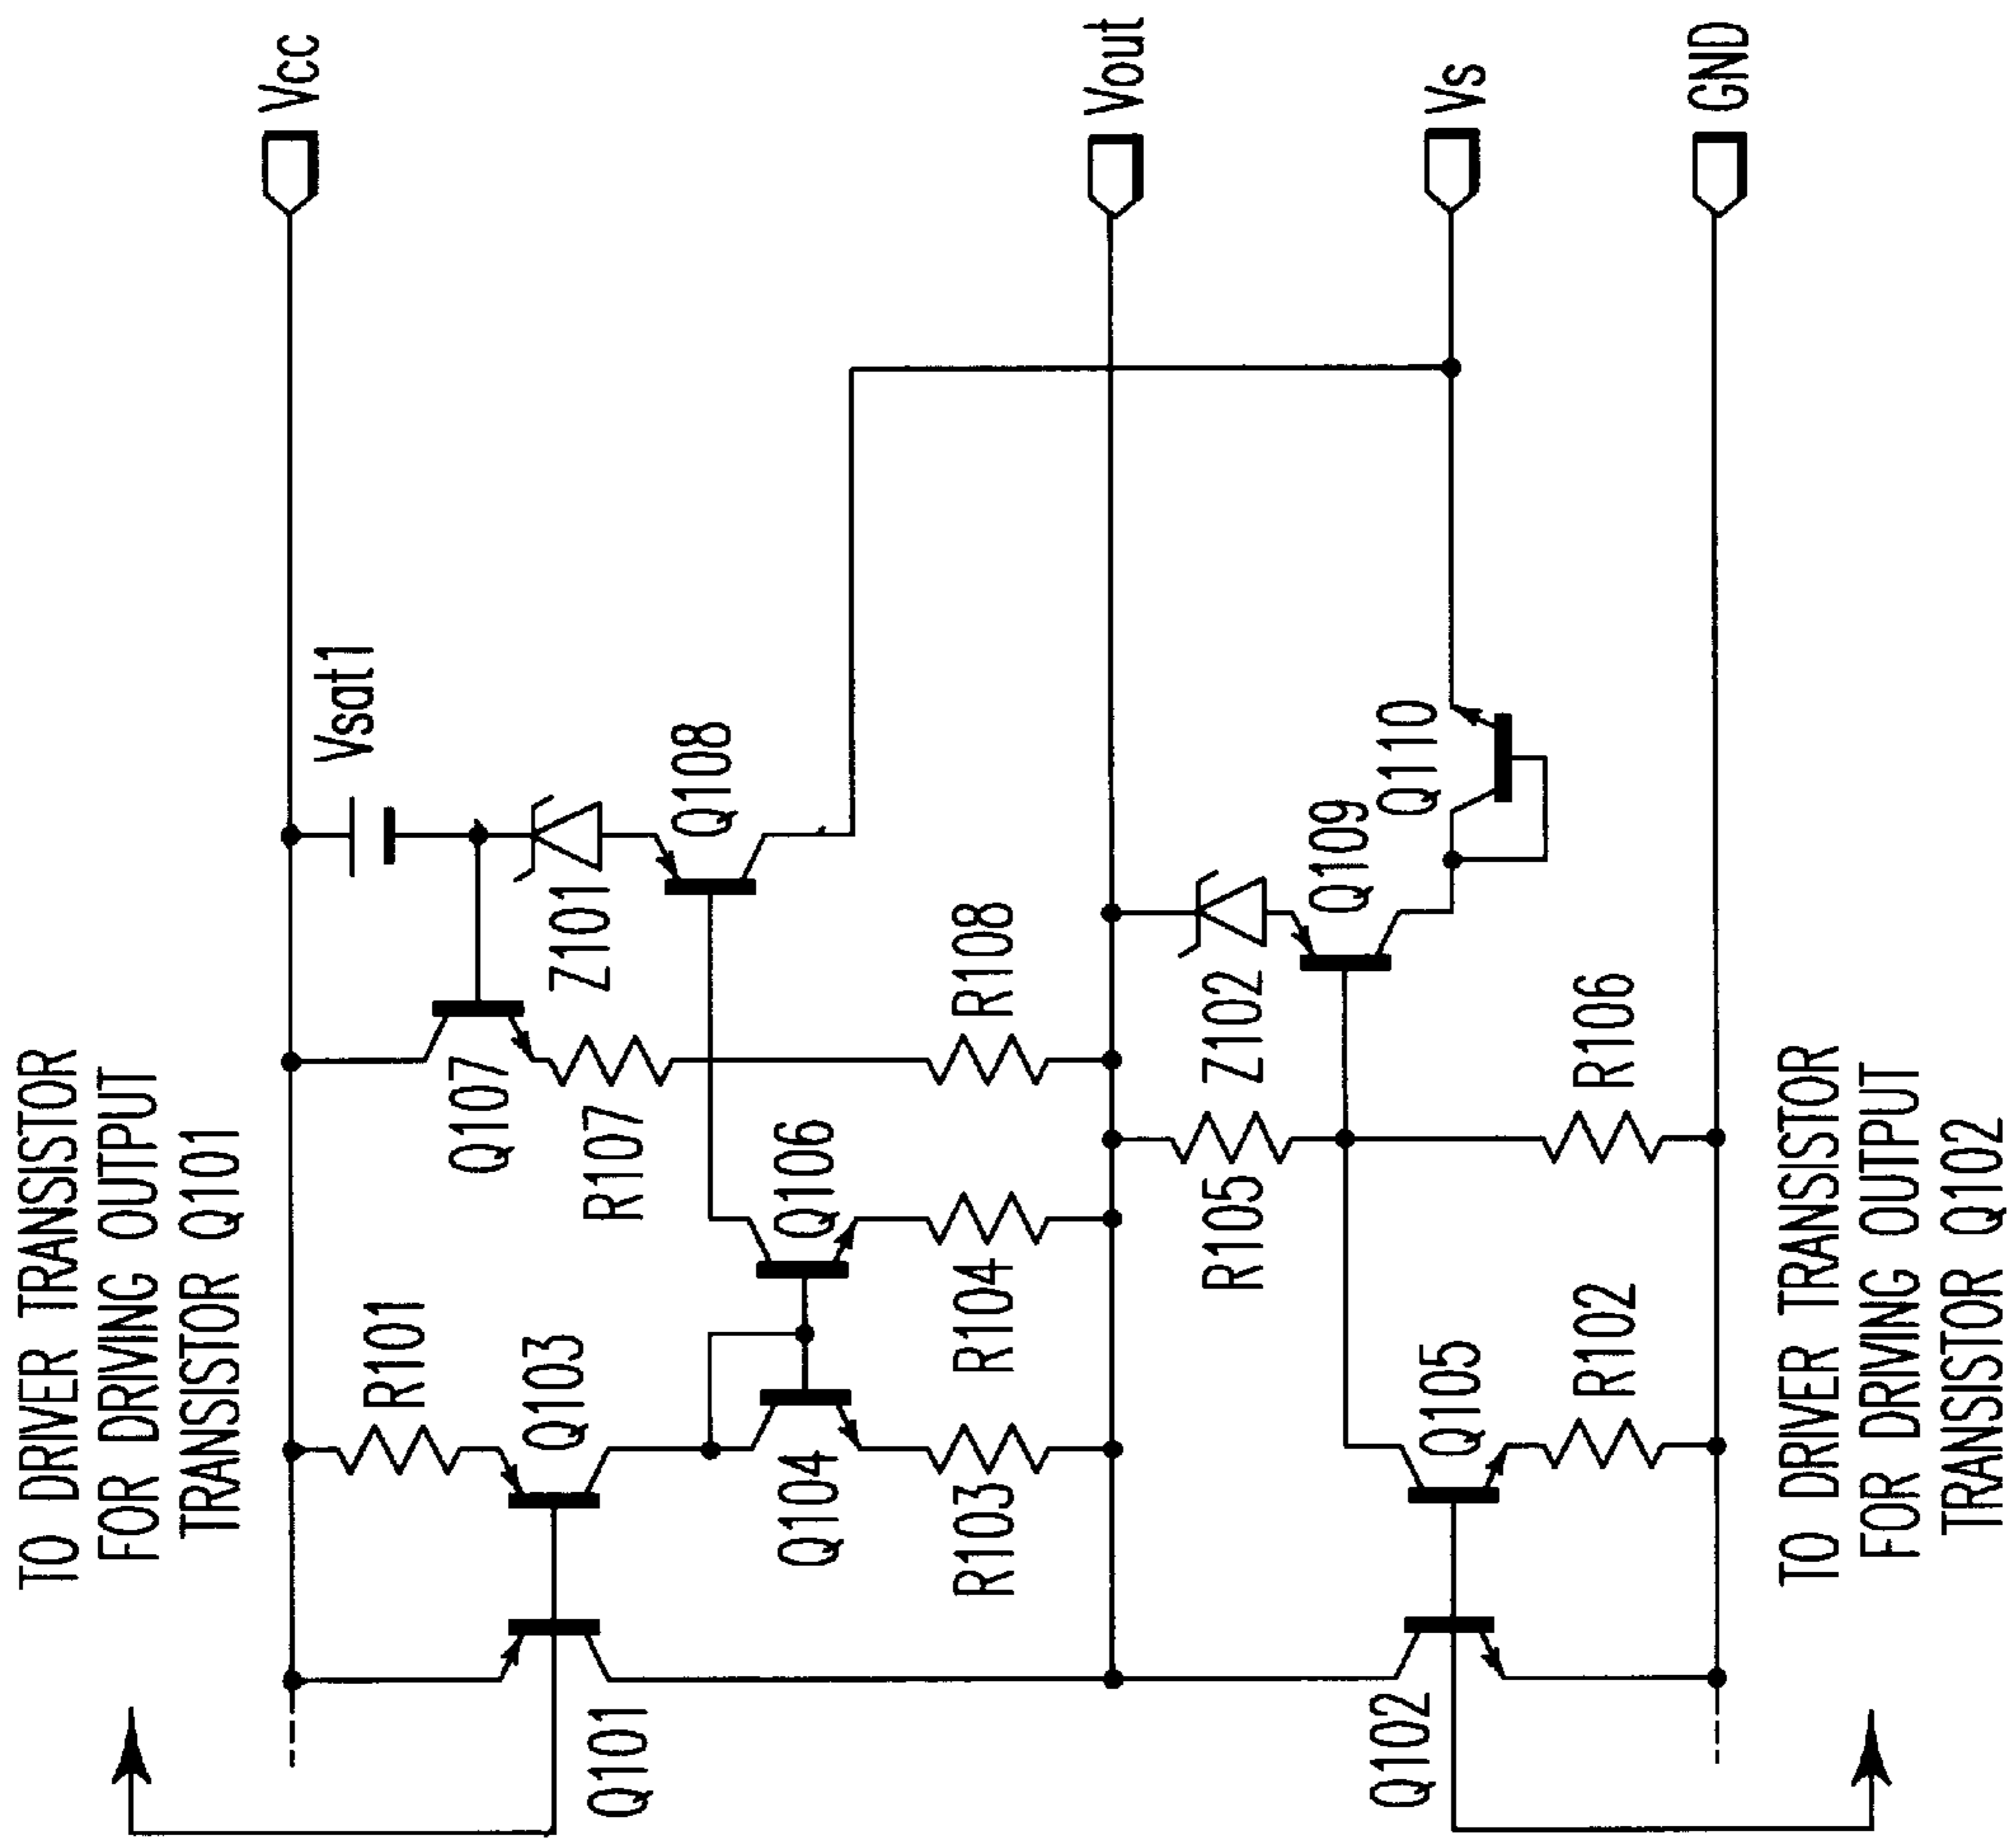 TO DRIVER TRANSISTOR
FOR DRIVING OUTPUT
TRANSISTOR Q101
Vcc
Vsat1
R101
Q103
Q107
Z101
Q108
R107
Q106
R108
Q101
Q104
R103
R104
Vout
R105
Z102
Q109
Q110
Vs
Q102
Q105
R102
R106
GND
TO DRIVER TRANSISTOR
FOR DRIVING OUTPUT
TRANSISTOR Q102